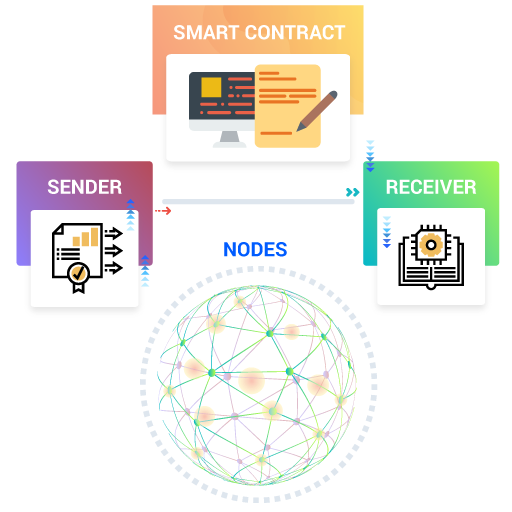 SMART CONTRACT
SENDER
RECEIVER
NODES